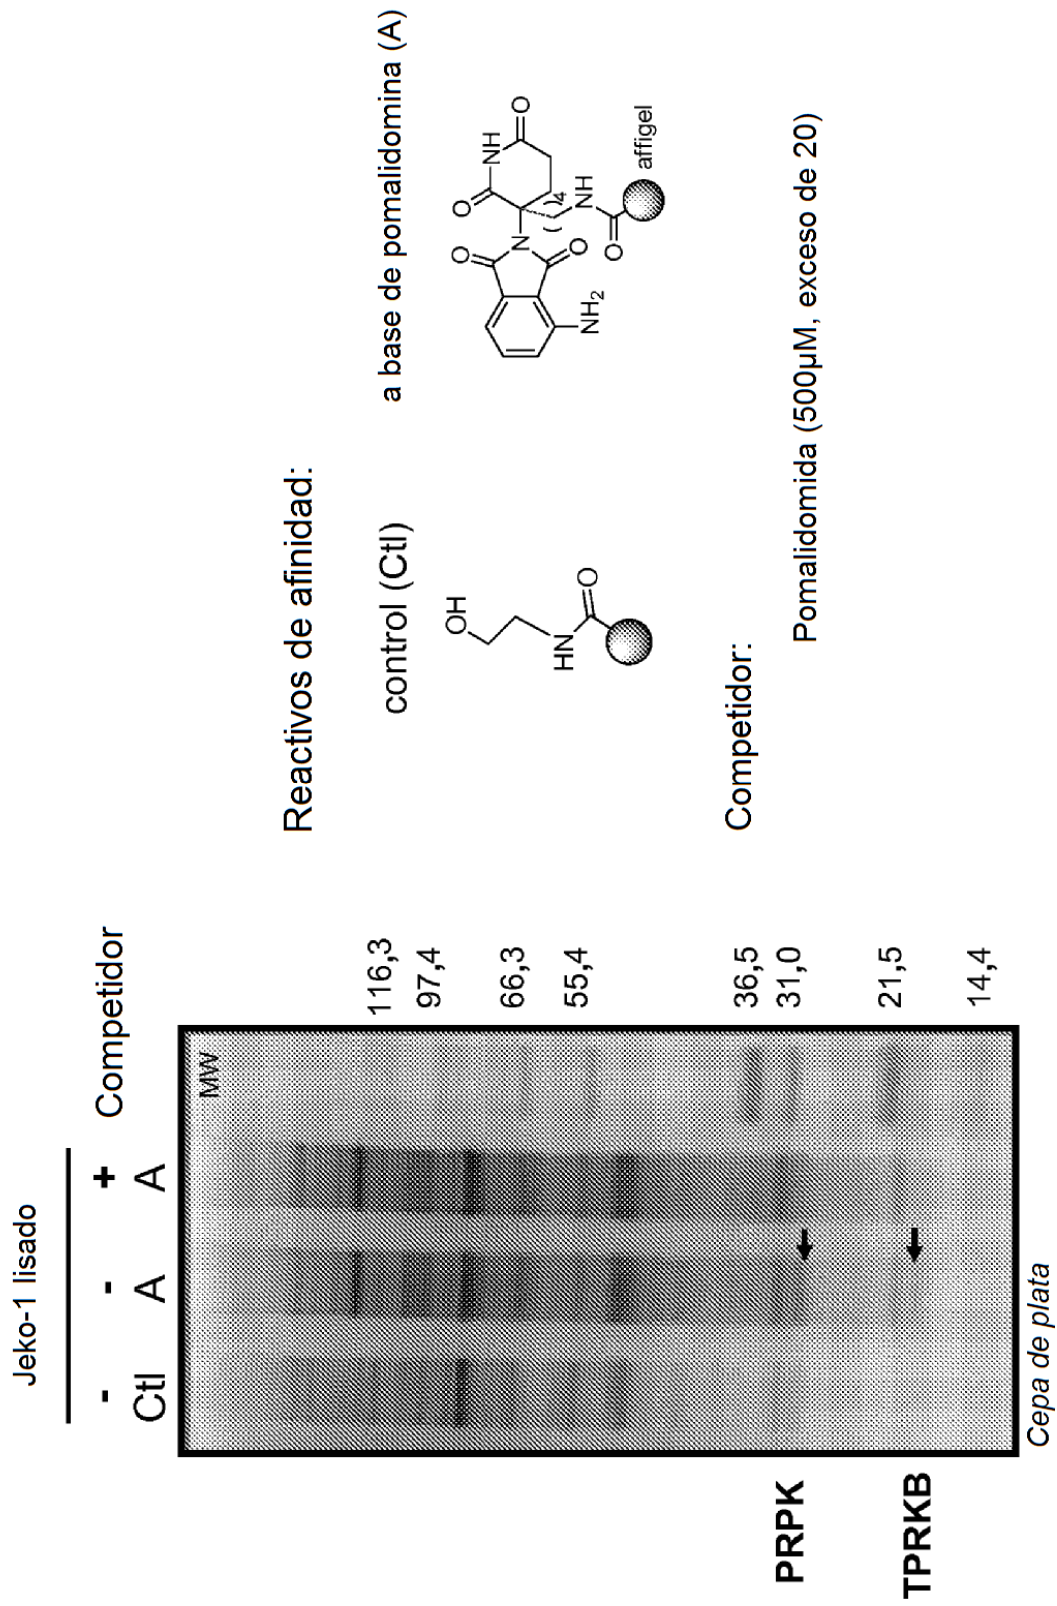 Jeko-1 lisado
- - + Competidor
Ctl A A
MW
116,3
97,4
66,3
55,4
36,5
31,0
21,5
14,4
PRPK
TPRKB
Cepa de plata
Reactivos de afinidad:
control (Ctl)
OH
HN
O
a base de pomalidomina (A)
O
NH
O
O
N
O
NH2
( )4
NH
O
affigel
Competidor:
Pomalidomida (500µM, exceso de 20)